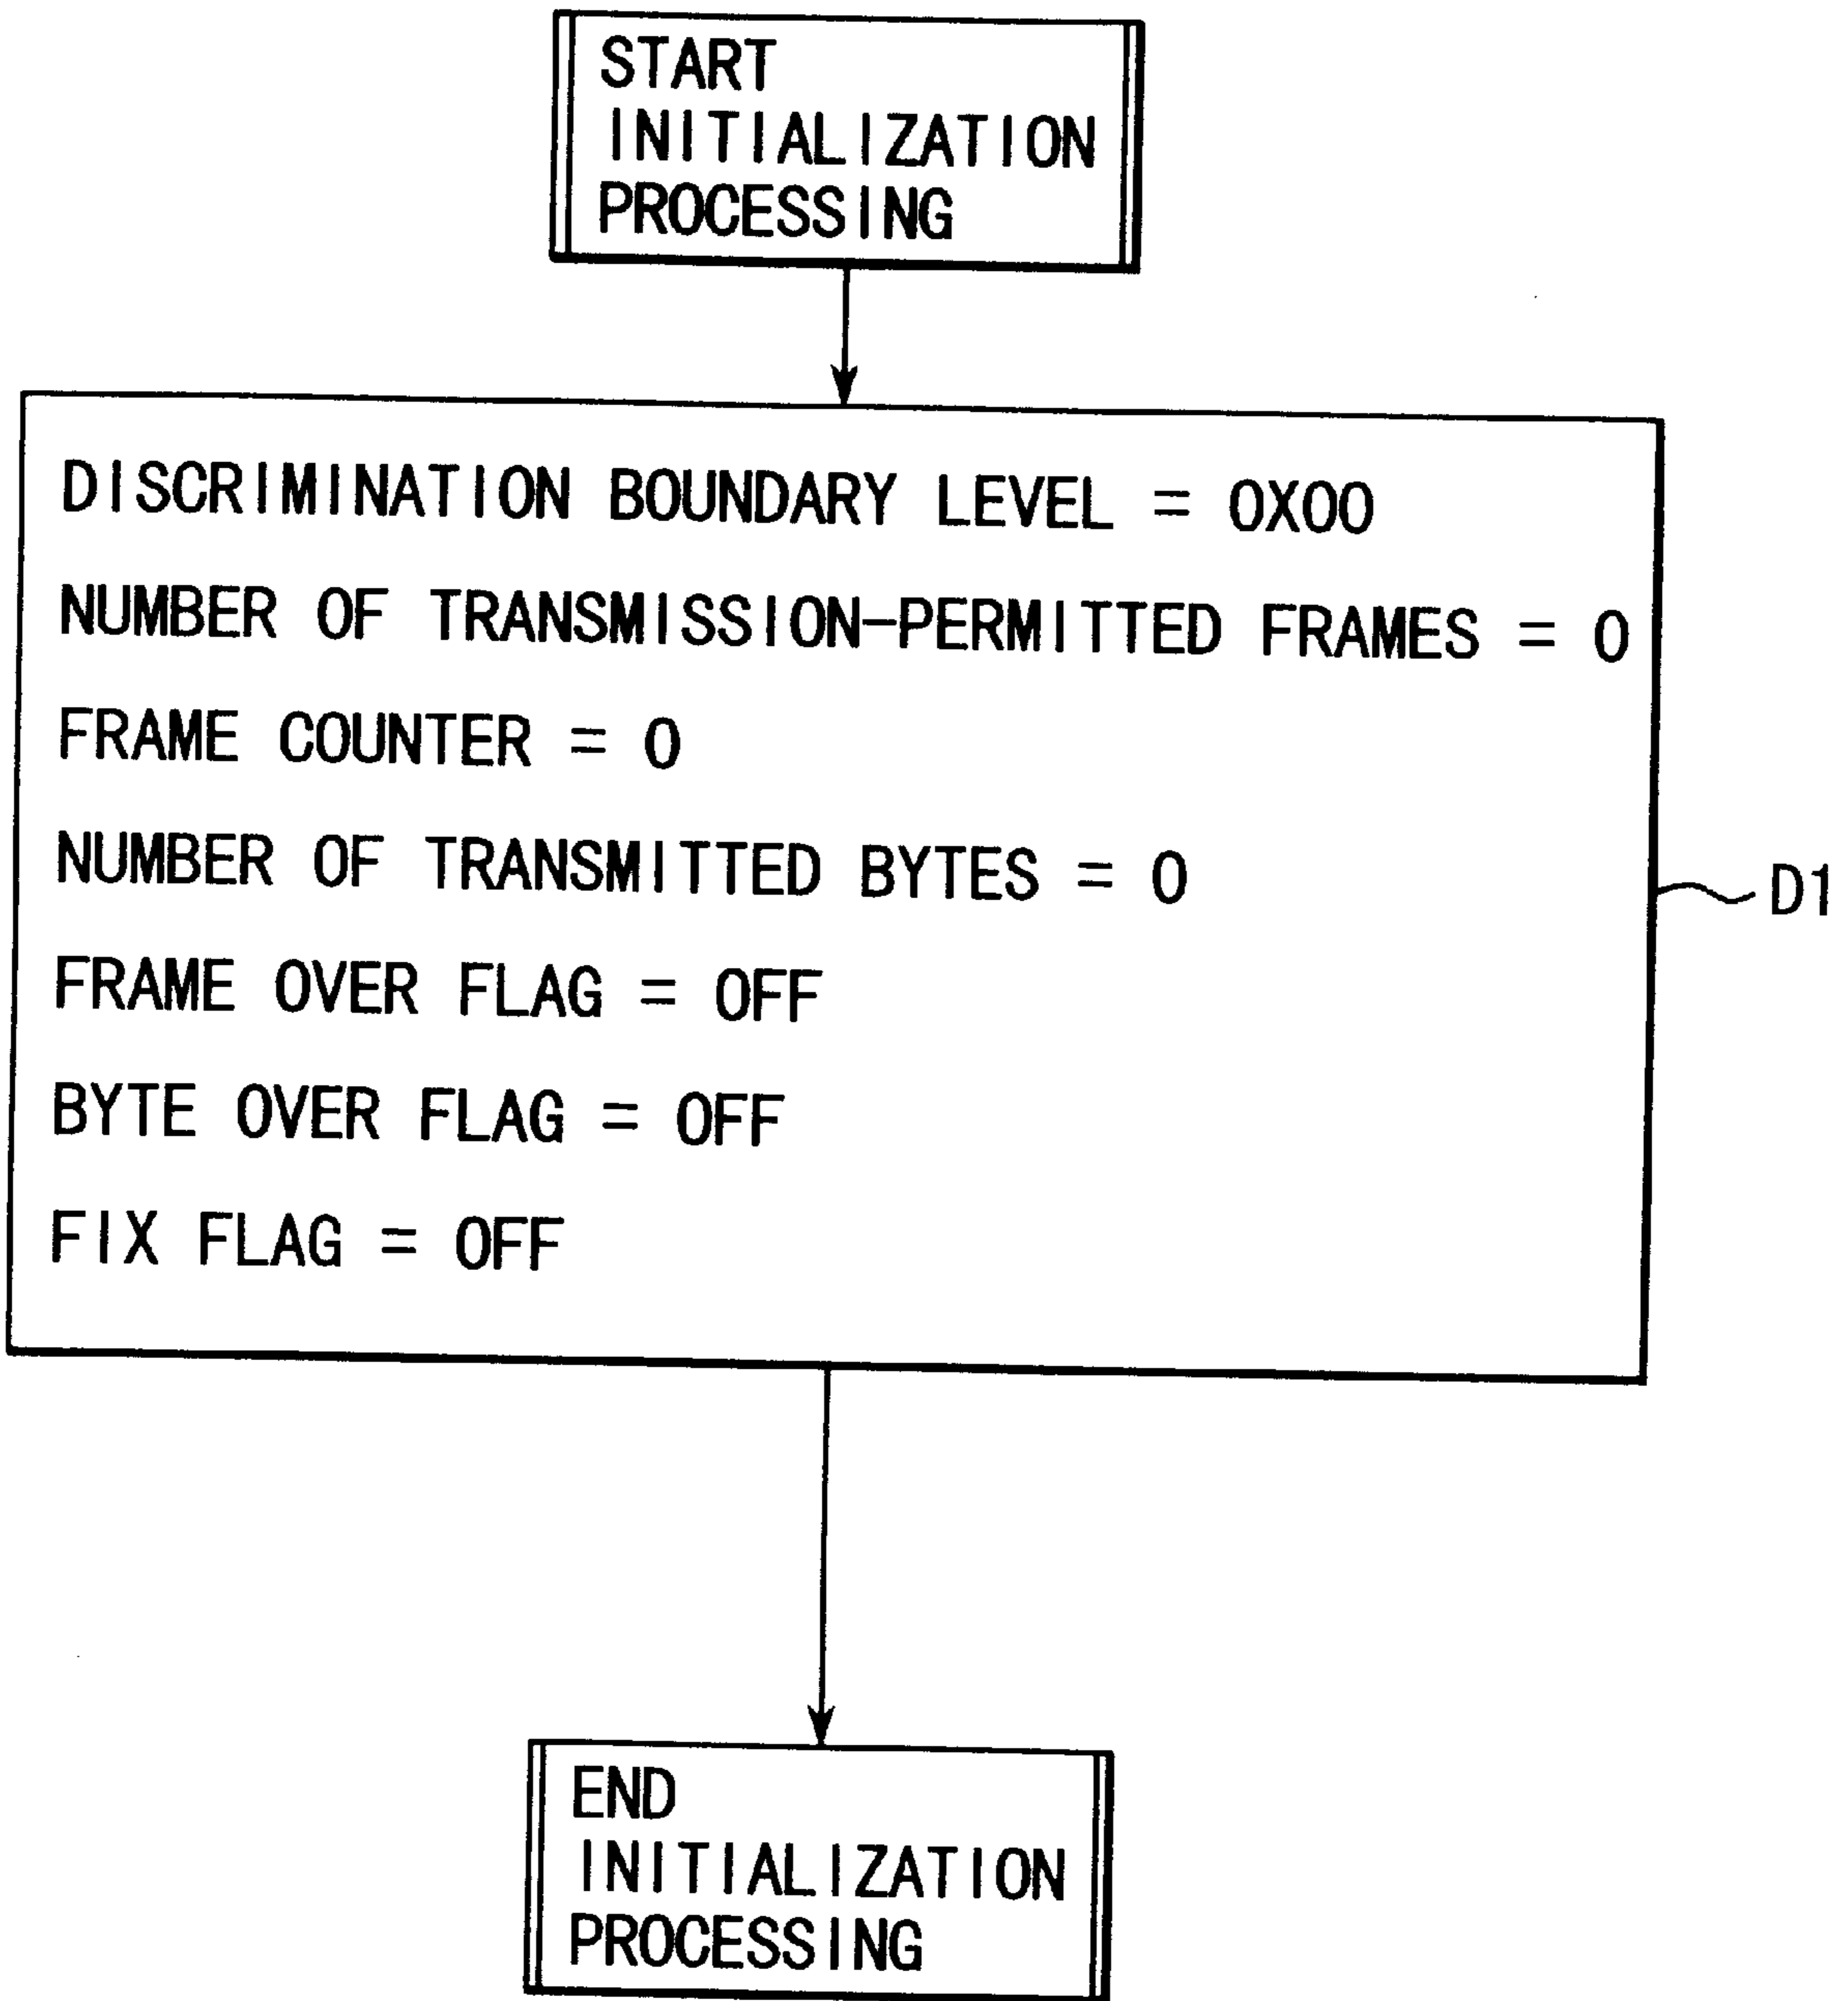 START
INITIALIZATION
PROCESSING
DISCRIMINATION BOUNDARY LEVEL = 0X00
NUMBER OF TRANSMISSION-PERMITTED FRAMES = 0
FRAME COUNTER = 0
NUMBER OF TRANSMITTED BYTES = 0
D1
FRAME OVER FLAG = OFF
BYTE OVER FLAG = OFF
FIX FLAG = OFF
END
INITIALIZATION
PROCESSING